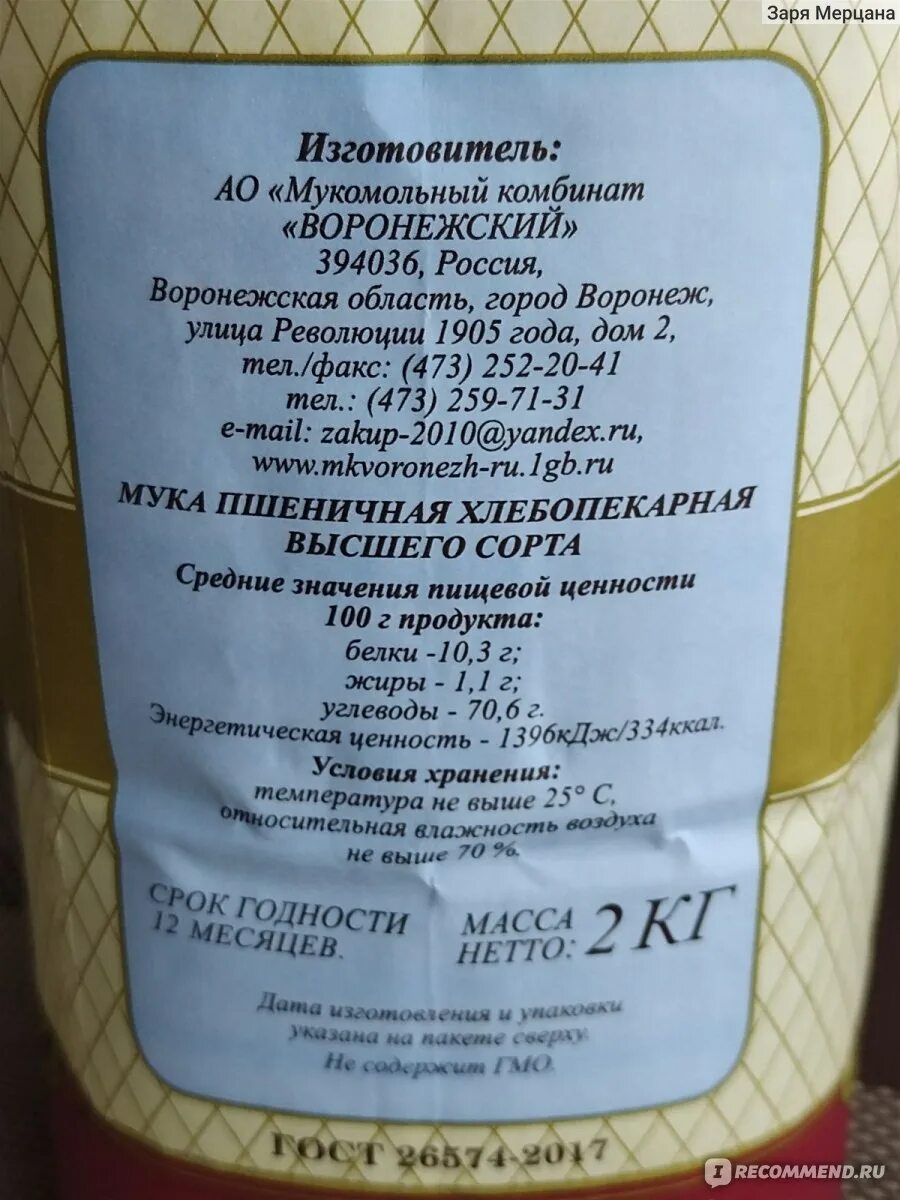 Заря Мерцана
Изготовитель:
АО «Мукомольный комбинат
«ВОРОНЕЖСКИЙ»
394036, Россия,
Воронежская область, город Воронеж,
улица Революции 1905 года, дом 2,
тел./факс: (473) 252-20-41
тел.: (473) 259-71-31
e-mail: zakup-2010@yandex.ru,
www.mkvoronezh-ru.1gb.ru
МУКА ПШЕНИЧНАЯ ХЛЕБОПЕКАРНАЯ
ВЫСШЕГО СОРТА
Средние значения пищевой ценности
100 г продукта:
белки -10,3 г;
жиры - 1,1 г;
углеводы - 70,6 г.
Энергетическая ценность - 1396кДж/334ккал.
Условия хранения:
температура не выше 25° С,
относительная влажность воздуха
не выше 70 %.
СРОК ГОДНОСТИ
12 МЕСЯЦЕВ.
МАССА
НЕТТО: 2 КГ
Дата изготовления и упаковки
указана на пакете сверху.
Не содержит ГМО.
ГОСТ 26574-2017
IRECOMMEND.RU